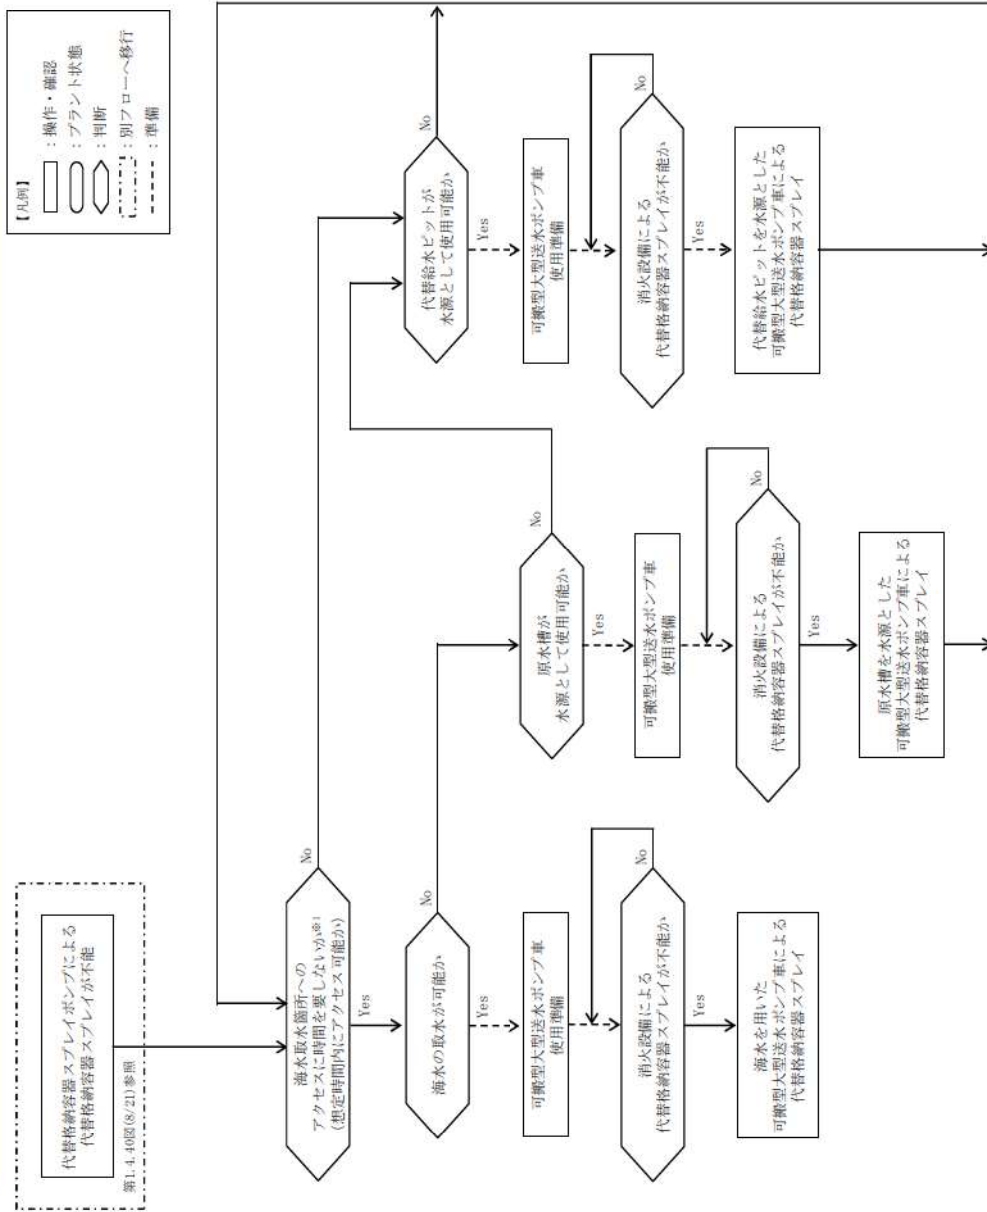 【凡例】
：操作・確認
：プラント状態
：判断
：別フローへ移行
：準備
代替格納容器スプレイポンプによる
代替格納容器スプレイが不能
第1.4.40図(8/21)参照
海水取水箇所への
アクセスに時間を要しないか※1
(想定時間内にアクセス可能か)
No
Yes
海水の取水が可能か
No
Yes
可搬型大型送水ポンプ車
使用準備
消火設備による
代替格納容器スプレイが不能か
No
Yes
海水を用いた
可搬型大型送水ポンプ車による
代替格納容器スプレイ
原水槽が
水源として使用可能か
No
Yes
可搬型大型送水ポンプ車
使用準備
消火設備による
代替格納容器スプレイが不能か
No
Yes
原水槽を水源とした
可搬型大型送水ポンプ車による
代替格納容器スプレイ
代替給水ピットが
水源として使用可能か
No
Yes
可搬型大型送水ポンプ車
使用準備
消火設備による
代替格納容器スプレイが不能か
No
Yes
代替給水ピットを水源とした
可搬型大型送水ポンプ車による
代替格納容器スプレイ